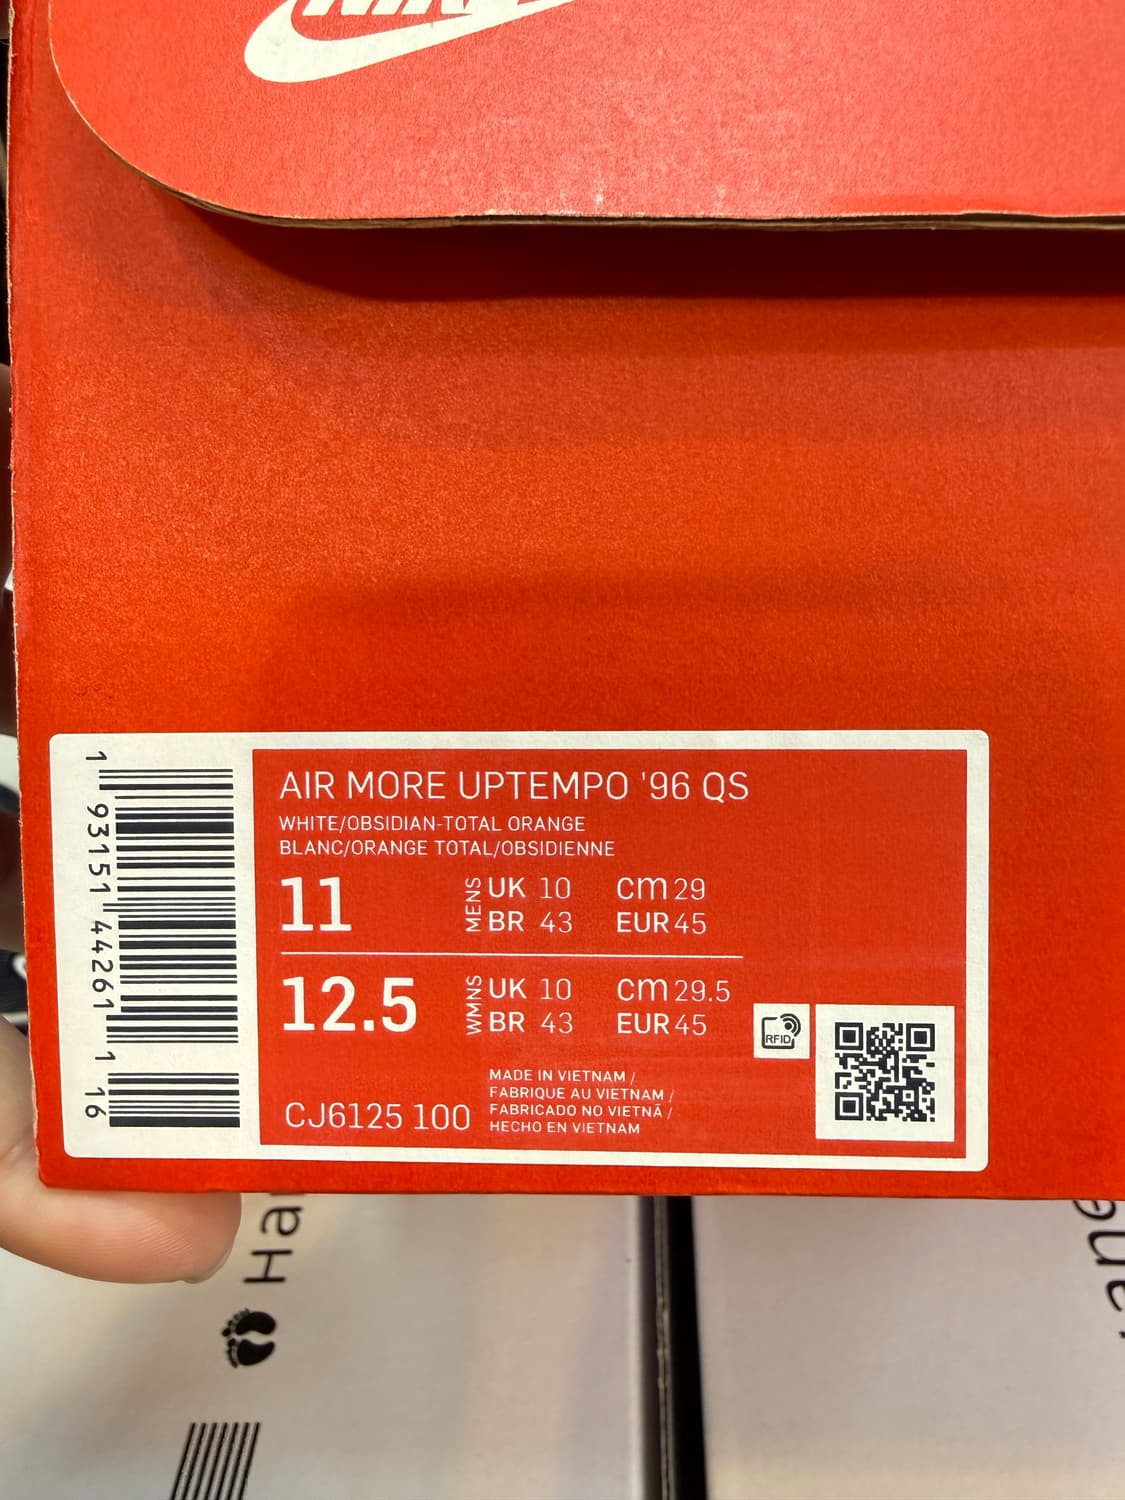 NIKE
AIR MORE UPTEMPO '96 QS
WHITE/OBSIDIAN-TOTAL ORANGE
BLANC/ORANGE TOTAL/OBSIDIENNE
11 MENS UK 10 cm 29
BR 43 EUR 45
12.5 WMNS UK 10 cm 29.5
BR 43 EUR 45
RFID
MADE IN VIETNAM /
FABRIQUE AU VIETNAM /
FABRICADO NO VIETNÃ /
HECHO EN VIETNAM
CJ6125 100
1 93151 44261 1 16